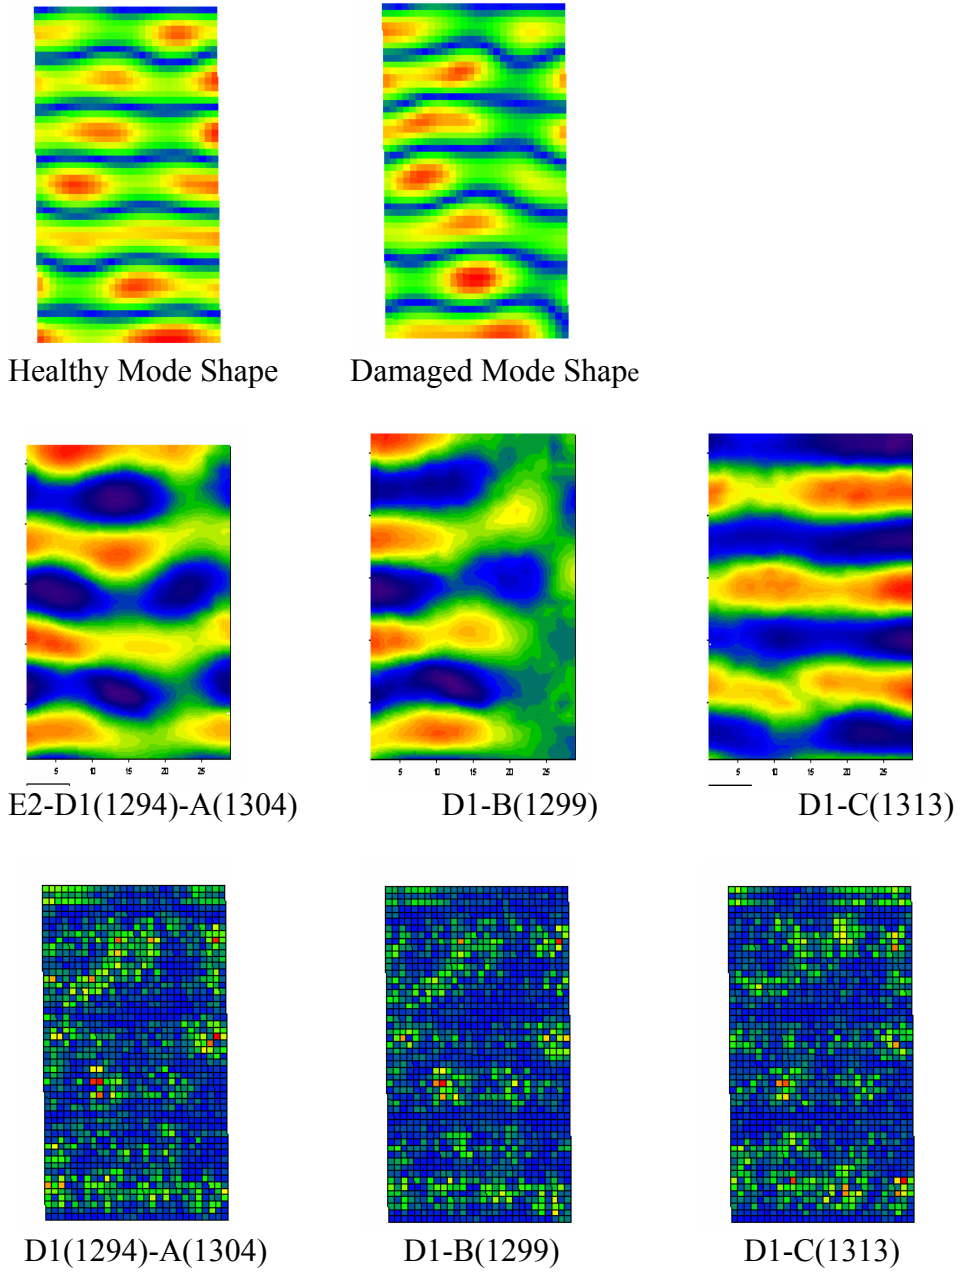 Healthy Mode Shape Damaged Mode Shape
5 10 15 20 25 5 10 15 20 25 5 10 15 20 25
E2-D1(1294)-A(1304) D1-B(1299) D1-C(1313)
D1(1294)-A(1304) D1-B(1299) D1-C(1313)